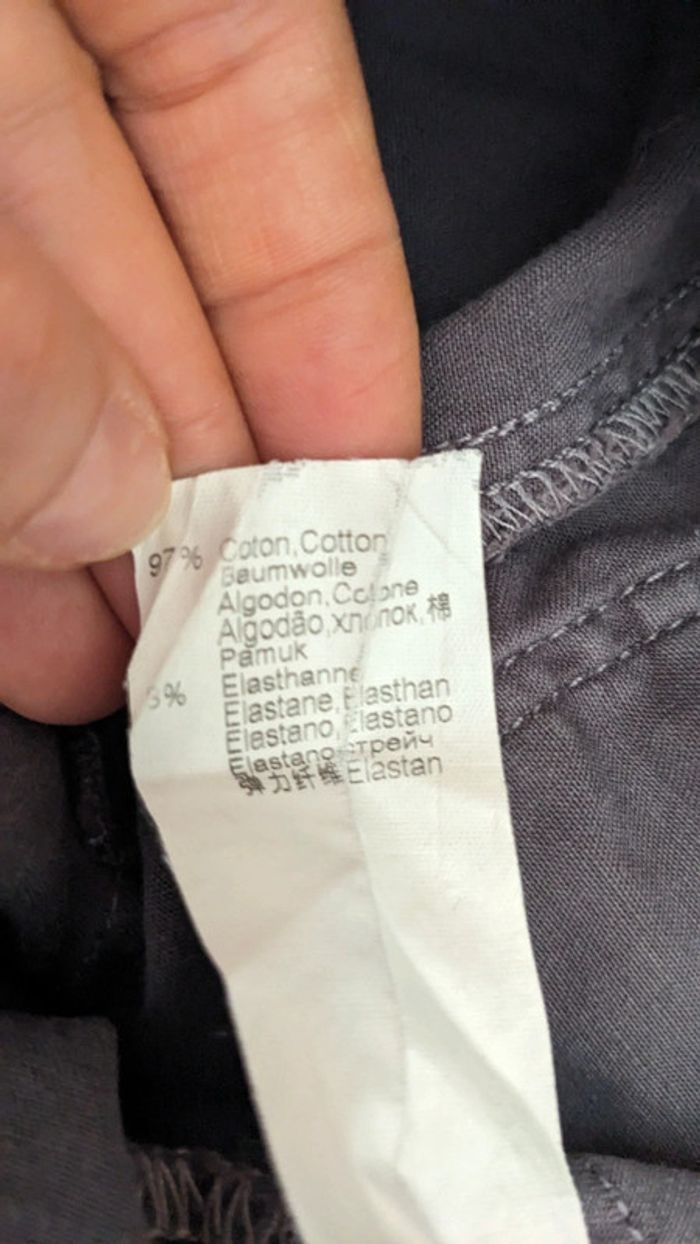 97% Coton,Cotton
Baumwolle
Algodon,Cotone
Algodão,хлопок,棉
Pamuk
3% Elasthanne
Elastane,Elasthan
Elastano,Elastano
Elastano,стрейч
弹力纤维 Elastan